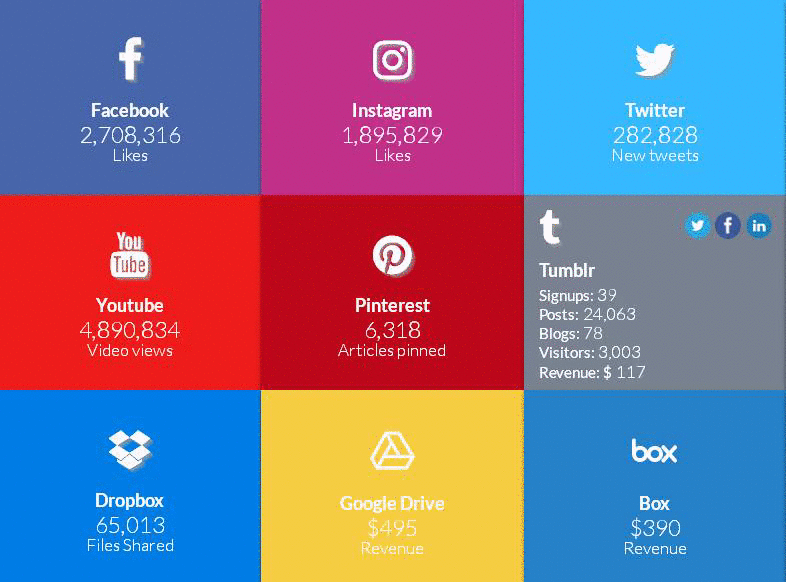 Facebook
2,708,316
Likes
Instagram
1,895,829
Likes
Twitter
282,828
New tweets
You
Tube
Youtube
4,890,834
Video views
Pinterest
6,318
Articles pinned
t
in
Tumblr
Signups: 39
Posts: 24,063
Blogs: 78
Visitors: 3,003
Revenue: $ 117
Dropbox
65,013
Files Shared
Google Drive
$495
Revenue
box
Box
$390
Revenue